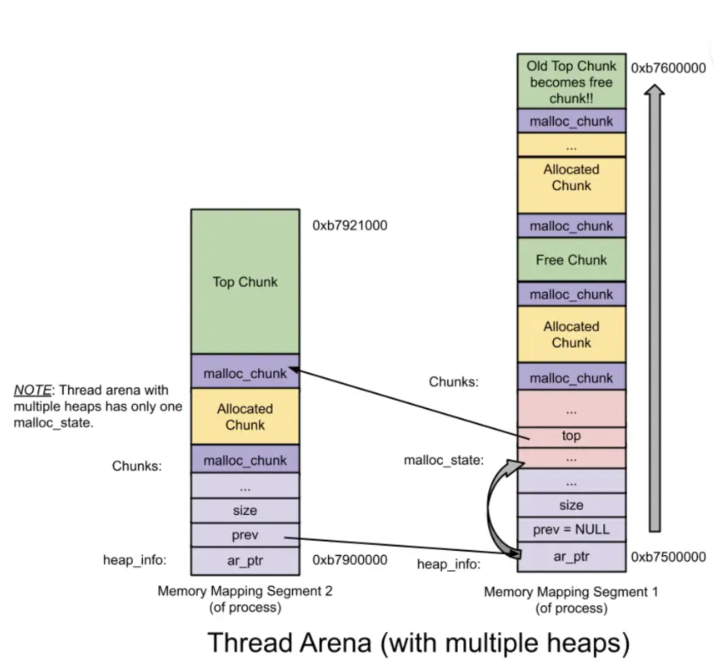 Old Top Chunk
becomes free
chunk!!
0xb7600000
malloc_chunk
...
Allocated
Chunk
malloc_chunk
Free Chunk
malloc_chunk
Allocated
Chunk
Chunks:
malloc_chunk
...
top
malloc_state:
...
...
size
prev = NULL
heap_info:
ar_ptr
0xb7500000
Memory Mapping Segment 1
(of process)
0xb7921000
Top Chunk
malloc_chunk
NOTE: Thread arena with
multiple heaps has only one
malloc_state.
Allocated
Chunk
Chunks:
malloc_chunk
...
size
prev
heap_info:
ar_ptr
0xb7900000
Memory Mapping Segment 2
(of process)
Thread Arena (with multiple heaps)